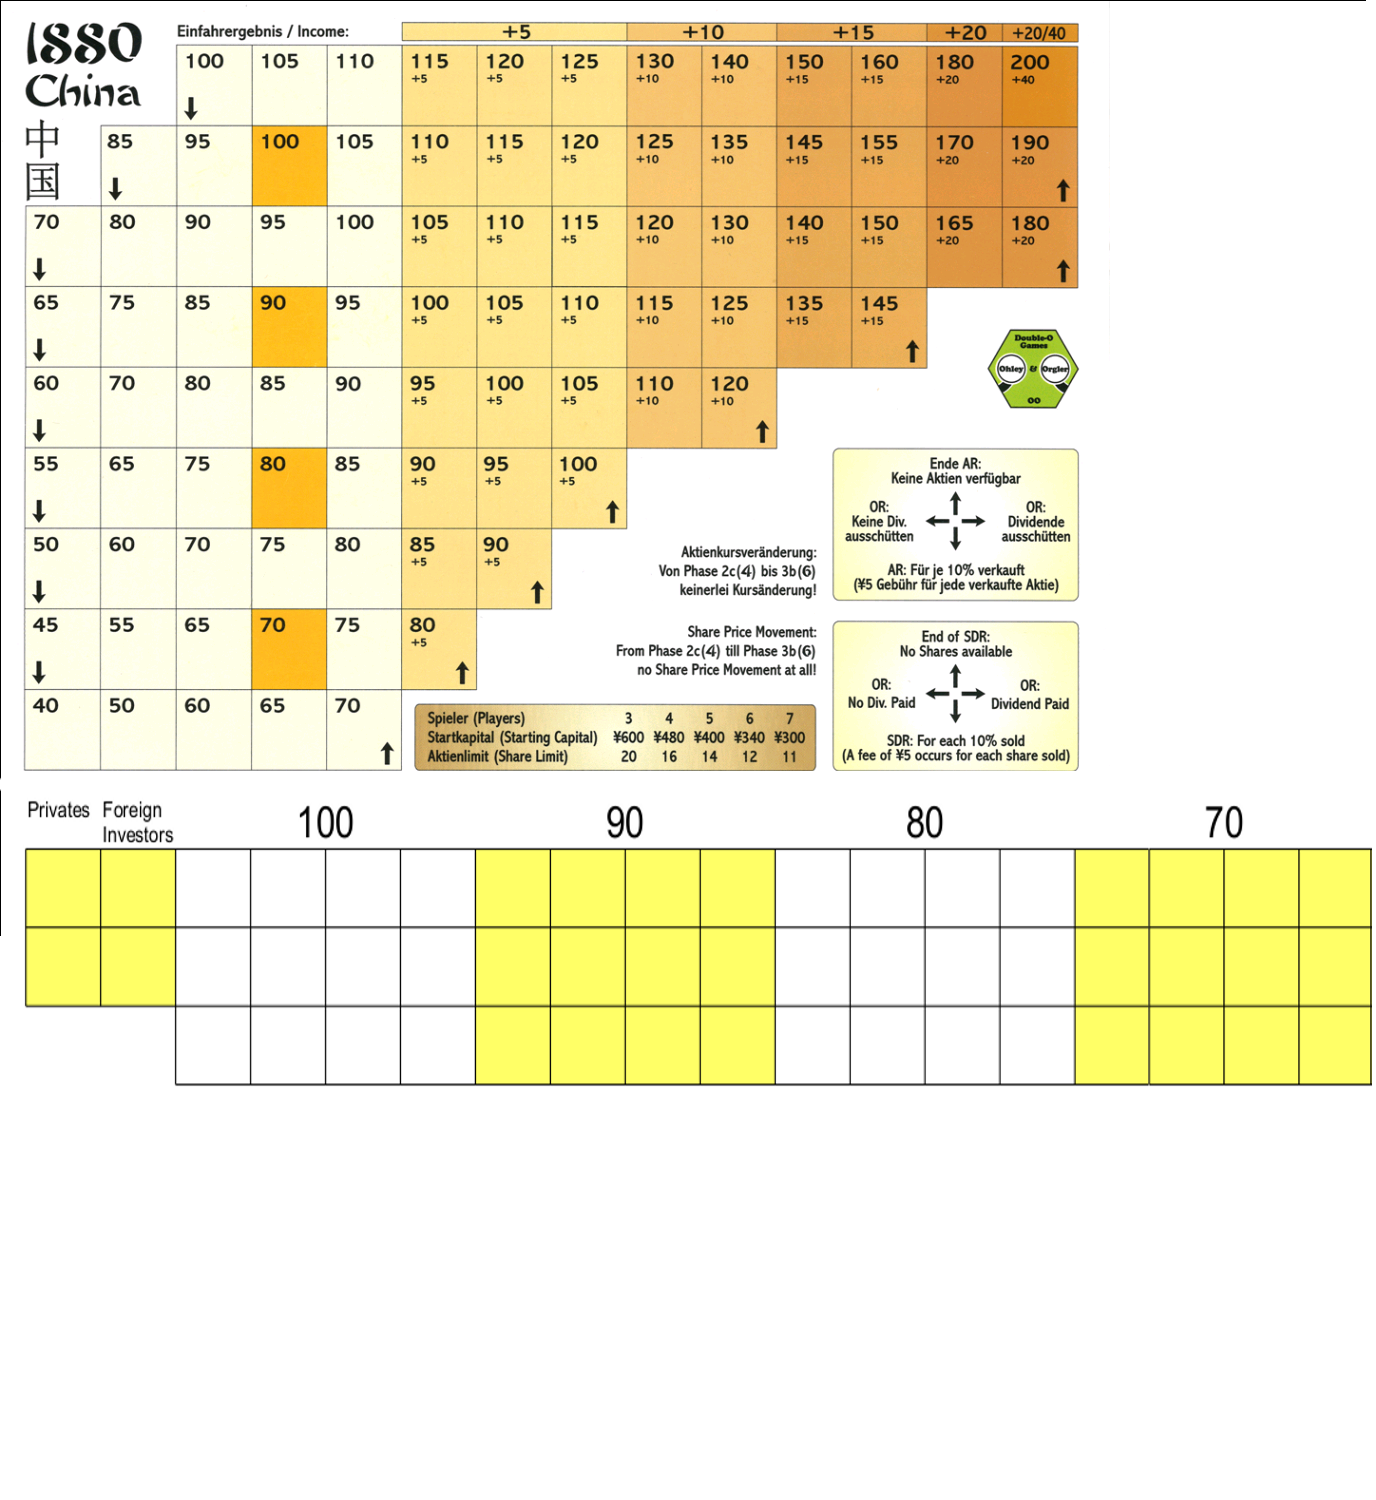 1880
China
中
国
Einfahrergebnis / Income:
+5 +10 +15 +20 +20/40
100 105 110 115 120 125 130 140 150 160 180 200
+5 +5 +5 +10 +10 +15 +15 +20 +40
85 95 100 105 110 115 120 125 135 145 155 170 190
+5 +5 +5 +10 +10 +15 +15 +20 +20
70 80 90 95 100 105 110 115 120 130 140 150 165 180
+5 +5 +5 +10 +10 +15 +15 +20 +20
65 75 85 90 95 100 105 110 115 125 135 145
+5 +5 +5 +10 +10 +15 +15
60 70 80 85 90 95 100 105 110 120
+5 +5 +5 +10 +10
55 65 75 80 85 90 95 100
+5 +5 +5
50 60 70 75 80 85 90
+5 +5
45 55 65 70 75 80
+5
40 50 60 65 70
Double-O
Games
Ohley & Orgler
OO
Ende AR:
Keine Aktien verfügbar
OR:
Keine Div.
ausschütten
OR:
Dividende
ausschütten
AR: Für je 10% verkauft
(¥5 Gebühr für jede verkaufte Aktie)
Aktienkursveränderung:
Von Phase 2c(4) bis 3b(6)
keinerlei Kursänderung!
Share Price Movement:
From Phase 2c(4) till Phase 3b(6)
no Share Price Movement at all!
End of SDR:
No Shares available
OR:
No Div. Paid
OR:
Dividend Paid
SDR: For each 10% sold
(A fee of ¥5 occurs for each share sold)
Spieler (Players) 3 4 5 6 7
Startkapital (Starting Capital) ¥600 ¥480 ¥400 ¥340 ¥300
Aktienlimit (Share Limit) 20 16 14 12 11
Privates
Foreign
Investors
100 90 80 70